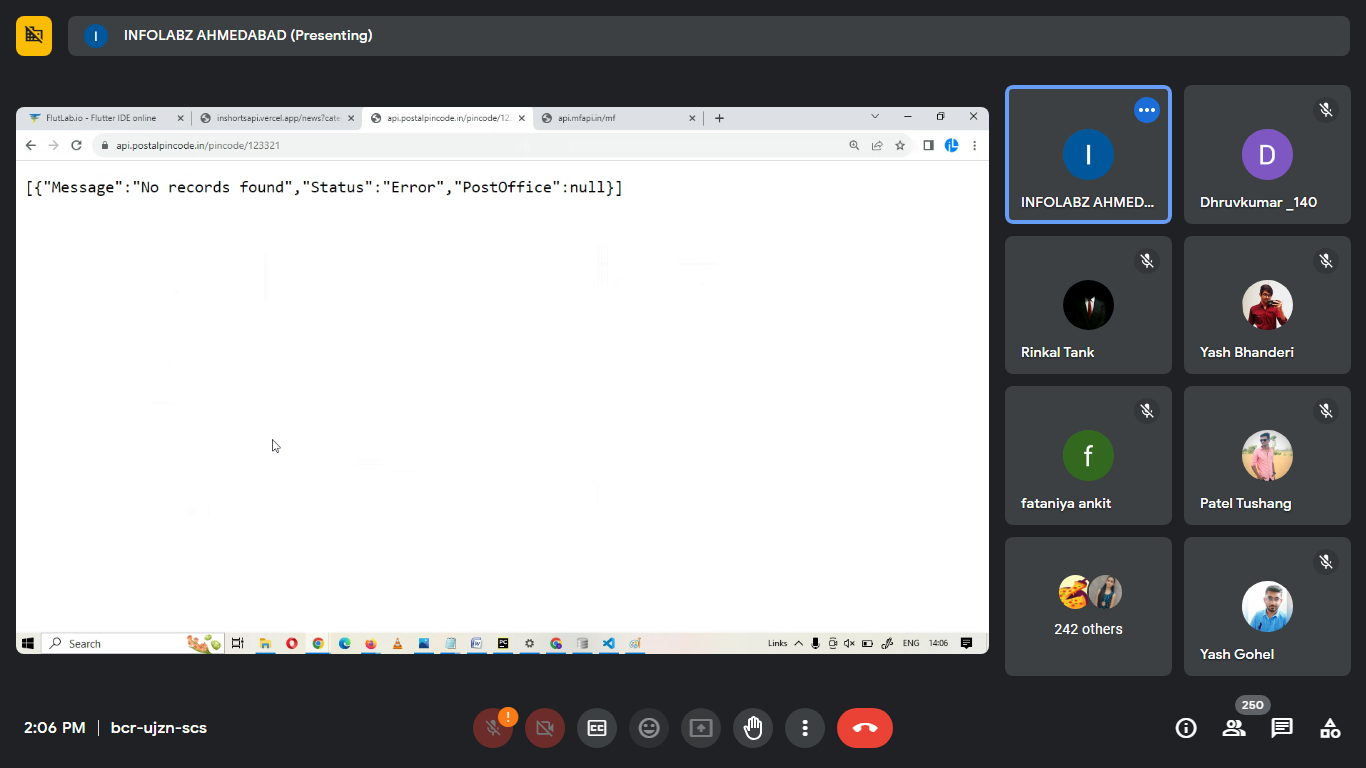 I INFOLABZ AHMEDABAD (Presenting)
FlutLab.io - Flutter IDE online
inshortsapi.vercel.app/news?cate
api.postalpincode.in/pincode/12
api.mfapi.in/mf
api.postalpincode.in/pincode/123321
[{"Message":"No records found","Status":"Error","PostOffice":null}]
Search
Links
ENG
14:06
I
INFOLABZ AHMED...
D
Dhruvkumar _140
Rinkal Tank
Yash Bhanderi
f
fataniya ankit
Patel Tushang
242 others
Yash Gohel
2:06 PM
bcr-ujzn-scs
!
CC
250